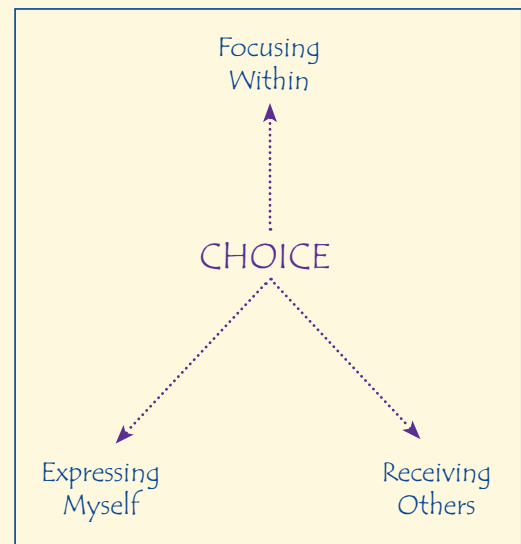 Focusing
Within
CHOICE
Expressing
Myself
Receiving
Others